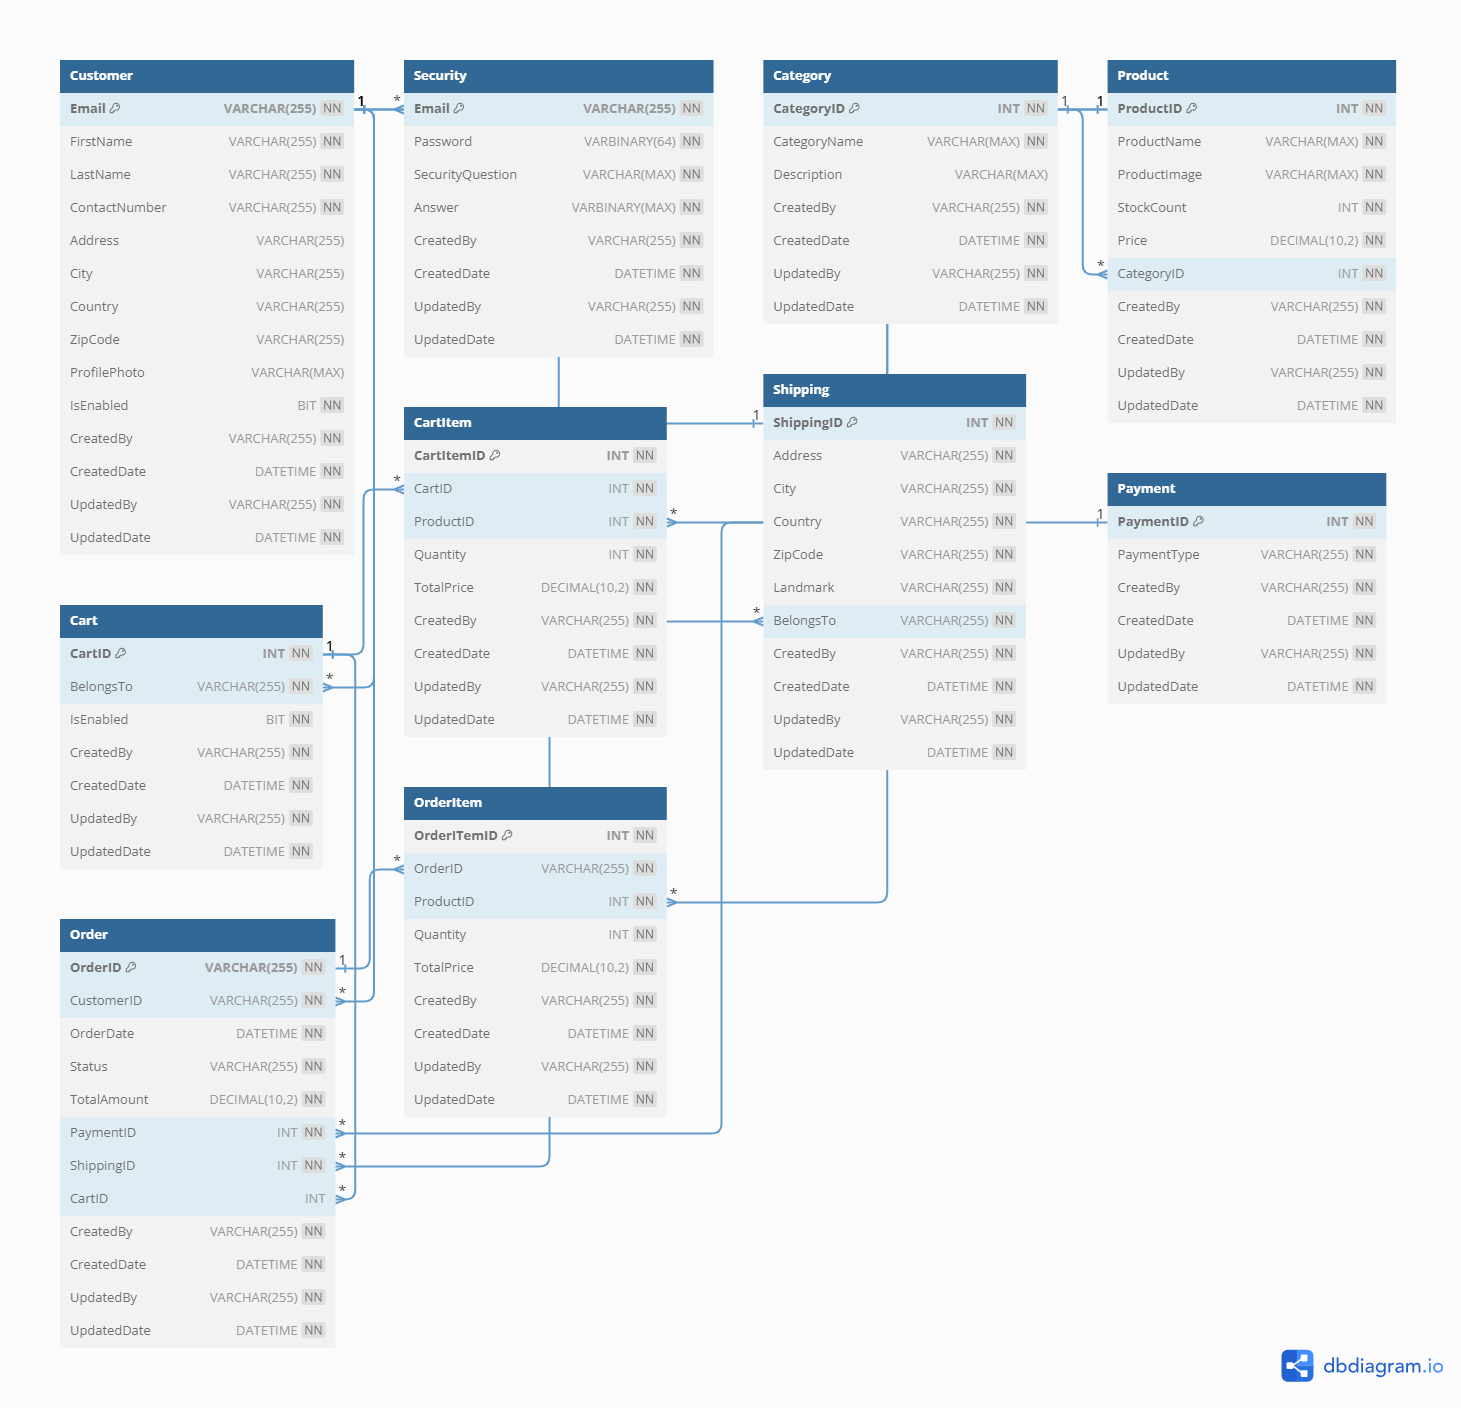 Customer
Email VARCHAR(255) NN
FirstName VARCHAR(255) NN
LastName VARCHAR(255) NN
ContactNumber VARCHAR(255) NN
Address VARCHAR(255)
City VARCHAR(255)
Country VARCHAR(255)
ZipCode VARCHAR(255)
ProfilePhoto VARCHAR(MAX)
IsEnabled BIT NN
CreatedBy VARCHAR(255) NN
CreatedDate DATETIME NN
UpdatedBy VARCHAR(255) NN
UpdatedDate DATETIME NN
1
*
Security
Email VARCHAR(255) NN
Password VARBINARY(64) NN
SecurityQuestion VARCHAR(MAX) NN
Answer VARBINARY(MAX) NN
CreatedBy VARCHAR(255) NN
CreatedDate DATETIME NN
UpdatedBy VARCHAR(255) NN
UpdatedDate DATETIME NN
Category
CategoryID INT NN
CategoryName VARCHAR(MAX) NN
Description VARCHAR(MAX)
CreatedBy VARCHAR(255) NN
CreatedDate DATETIME NN
UpdatedBy VARCHAR(255) NN
UpdatedDate DATETIME NN
1
1
*
Product
ProductID INT NN
ProductName VARCHAR(MAX) NN
ProductImage VARCHAR(MAX) NN
StockCount INT NN
Price DECIMAL(10,2) NN
CategoryID INT NN
CreatedBy VARCHAR(255) NN
CreatedDate DATETIME NN
UpdatedBy VARCHAR(255) NN
UpdatedDate DATETIME NN
Cart
CartID INT NN
BelongsTo VARCHAR(255) NN
IsEnabled BIT NN
CreatedBy VARCHAR(255) NN
CreatedDate DATETIME NN
UpdatedBy VARCHAR(255) NN
UpdatedDate DATETIME NN
1
*
*
CartItem
CartItemID INT NN
CartID INT NN
ProductID INT NN
Quantity INT NN
TotalPrice DECIMAL(10,2) NN
CreatedBy VARCHAR(255) NN
CreatedDate DATETIME NN
UpdatedBy VARCHAR(255) NN
UpdatedDate DATETIME NN
*
1
*
Shipping
ShippingID INT NN
Address VARCHAR(255) NN
City VARCHAR(255) NN
Country VARCHAR(255) NN
ZipCode VARCHAR(255) NN
Landmark VARCHAR(255) NN
BelongsTo VARCHAR(255) NN
CreatedBy VARCHAR(255) NN
CreatedDate DATETIME NN
UpdatedBy VARCHAR(255) NN
UpdatedDate DATETIME NN
1
Payment
PaymentID INT NN
PaymentType VARCHAR(255) NN
CreatedBy VARCHAR(255) NN
CreatedDate DATETIME NN
UpdatedBy VARCHAR(255) NN
UpdatedDate DATETIME NN
Order
OrderID VARCHAR(255) NN
CustomerID VARCHAR(255) NN
OrderDate DATETIME NN
Status VARCHAR(255) NN
TotalAmount DECIMAL(10,2) NN
PaymentID INT NN
ShippingID INT NN
CartID INT
CreatedBy VARCHAR(255) NN
CreatedDate DATETIME NN
UpdatedBy VARCHAR(255) NN
UpdatedDate DATETIME NN
1
*
*
*
*
*
OrderItem
OrderITemID INT NN
OrderID VARCHAR(255) NN
ProductID INT NN
Quantity INT NN
TotalPrice DECIMAL(10,2) NN
CreatedBy VARCHAR(255) NN
CreatedDate DATETIME NN
UpdatedBy VARCHAR(255) NN
UpdatedDate DATETIME NN
*
dbdiagram.io